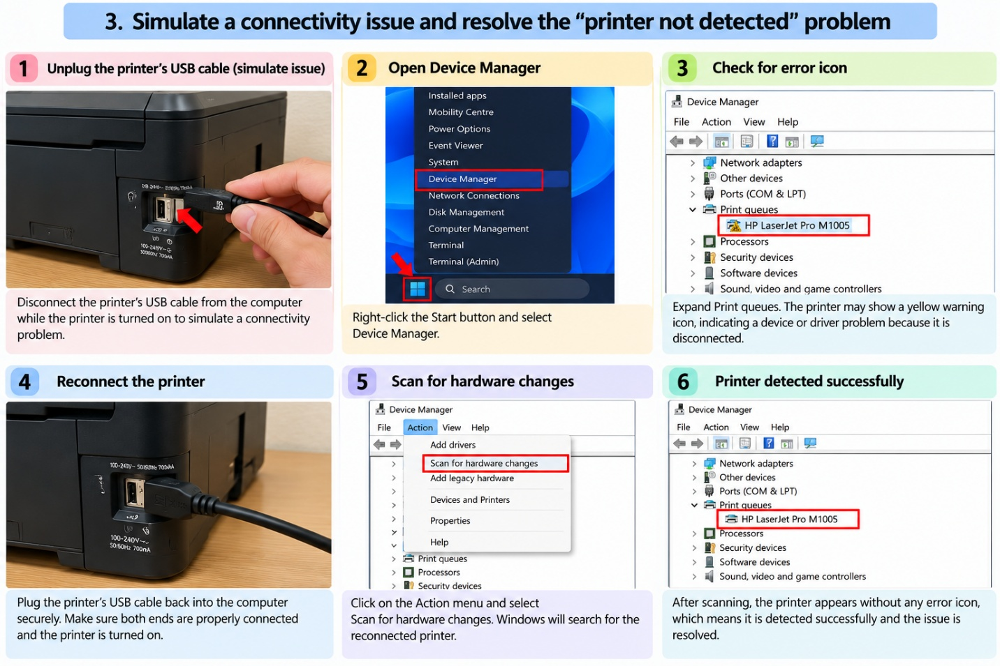 3. Simulate a connectivity issue and resolve the “printer not detected” problem
1
Unplug the printer’s USB cable (simulate issue)
100-240V~
50/60Hz 700mA
Disconnect the printer’s USB cable from the computer
while the printer is turned on to simulate a connectivity
problem.
2
Open Device Manager
Installed apps
Mobility Centre
Power Options
Event Viewer
System
Device Manager
Network Connections
Disk Management
Computer Management
Terminal
Terminal (Admin)
Search
Right-click the Start button and select
Device Manager.
3
Check for error icon
Device Manager
File Action View Help
Network adapters
Other devices
Ports (COM & LPT)
Print queues
HP LaserJet Pro M1005
Processors
Security devices
Software devices
Sound, video and game controllers
Expand Print queues. The printer may show a yellow warning
icon, indicating a device or driver problem because it is
disconnected.
4
Reconnect the printer
100-240V~
50/60Hz 700mA
Plug the printer’s USB cable back into the computer
securely. Make sure both ends are properly connected
and the printer is turned on.
5
Scan for hardware changes
Device Manager
File Action View Help
Add drivers
Scan for hardware changes
Add legacy hardware
Devices and Printers
Properties
Help
Print queues
Processors
Security devices
Click on the Action menu and select
Scan for hardware changes. Windows will search for the
reconnected printer.
6
Printer detected successfully
Device Manager
File Action View Help
Network adapters
Other devices
Ports (COM & LPT)
Print queues
HP LaserJet Pro M1005
Processors
Security devices
Software devices
Sound, video and game controllers
After scanning, the printer appears without any error icon,
which means it is detected successfully and the issue is
resolved.